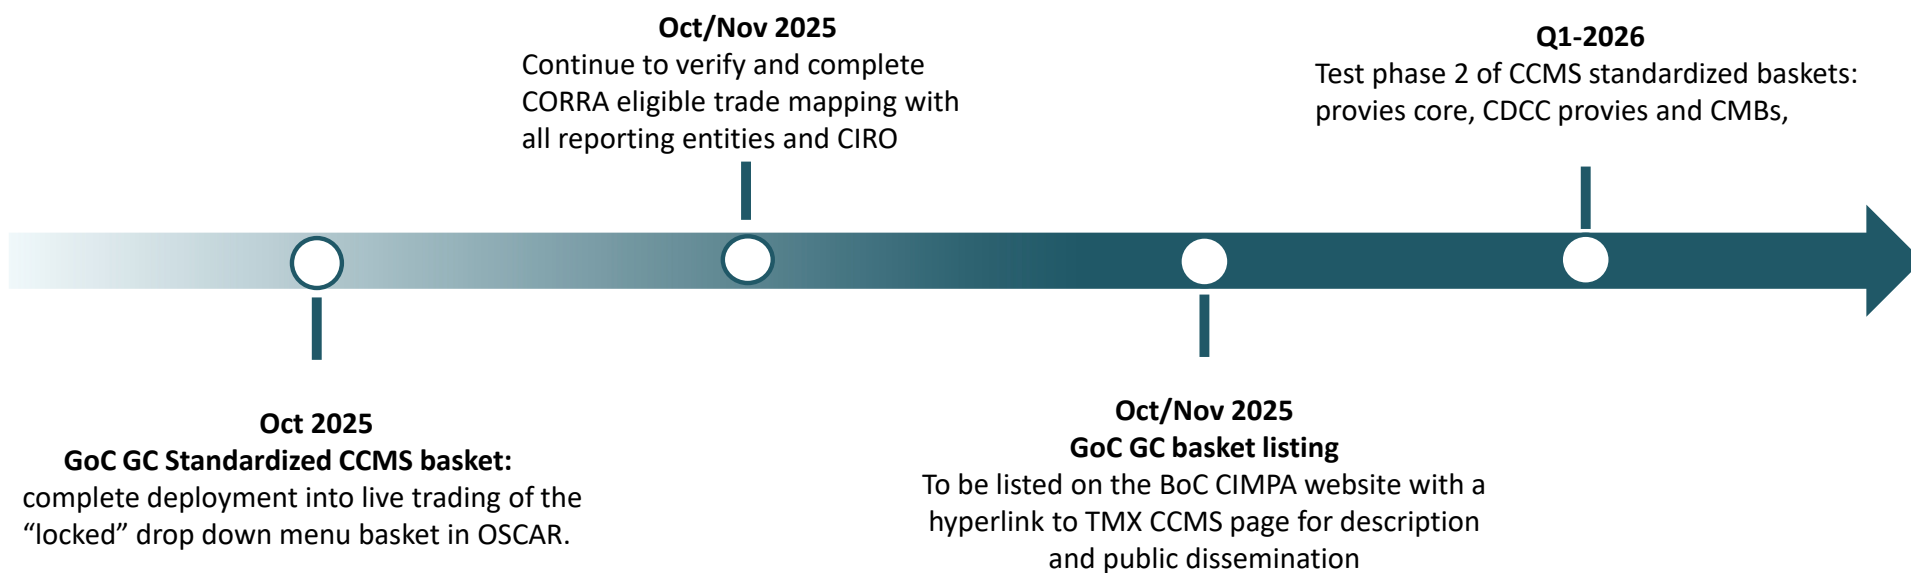 Oct/Nov 2025
Continue to verify and complete
CORRA eligible trade mapping with
all reporting entities and CIRO
Q1-2026
Test phase 2 of CCMS standardized baskets:
provies core, CDCC provies and CMBs,
Oct 2025
GoC GC Standardized CCMS basket:
complete deployment into live trading of the
“locked” drop down menu basket in OSCAR.
Oct/Nov 2025
GoC GC basket listing
To be listed on the BoC CIMPA website with a
hyperlink to TMX CCMS page for description
and public dissemination